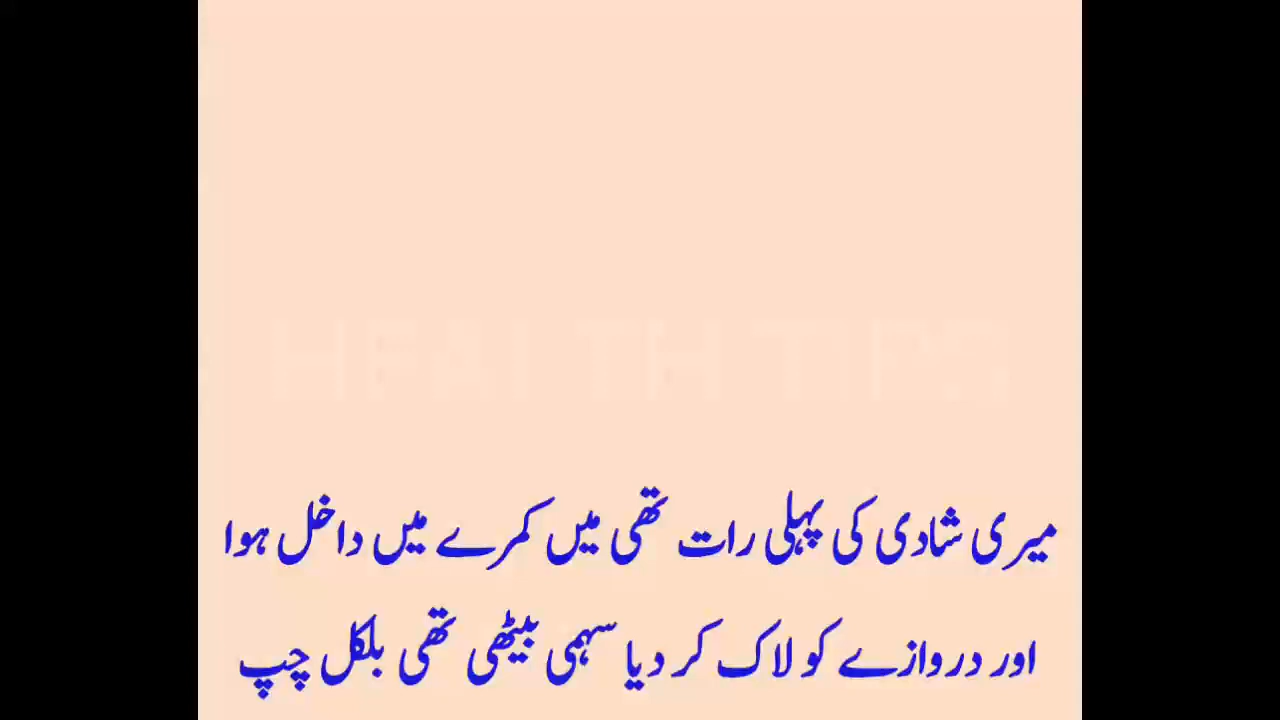 HEALTH TIPS
میری شادی کی پہلی رات تھی میں کمرے میں داخل ہوا
اور دروازے کو لاک کر دیا سہمی بیٹھی تھی بلکل چپ